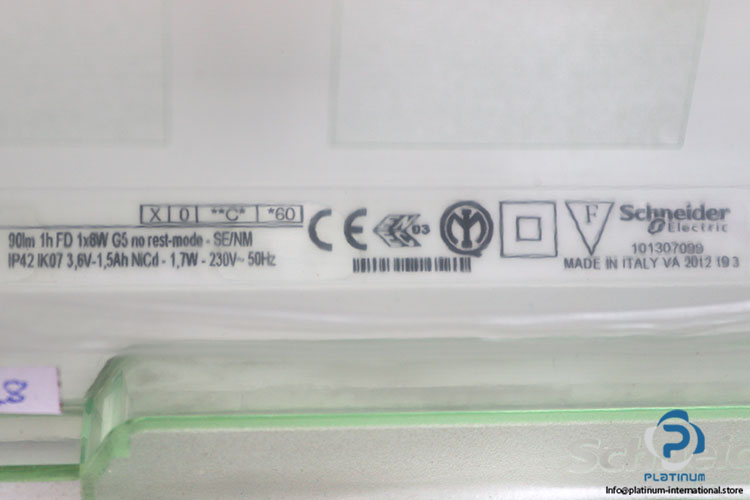 X 0 **C* *60
90lm 1h FD 1x8W G5 no rest-mode - SE/NM
IP42 IK07 3,6V-1,5Ah NiCd - 1,7W - 230V~ 50Hz
CE
03
F
Schneider
Electric
101307099
MADE IN ITALY VA 2012 19 3
8
Schneid
PLATINUM
Info@platinum-international.store